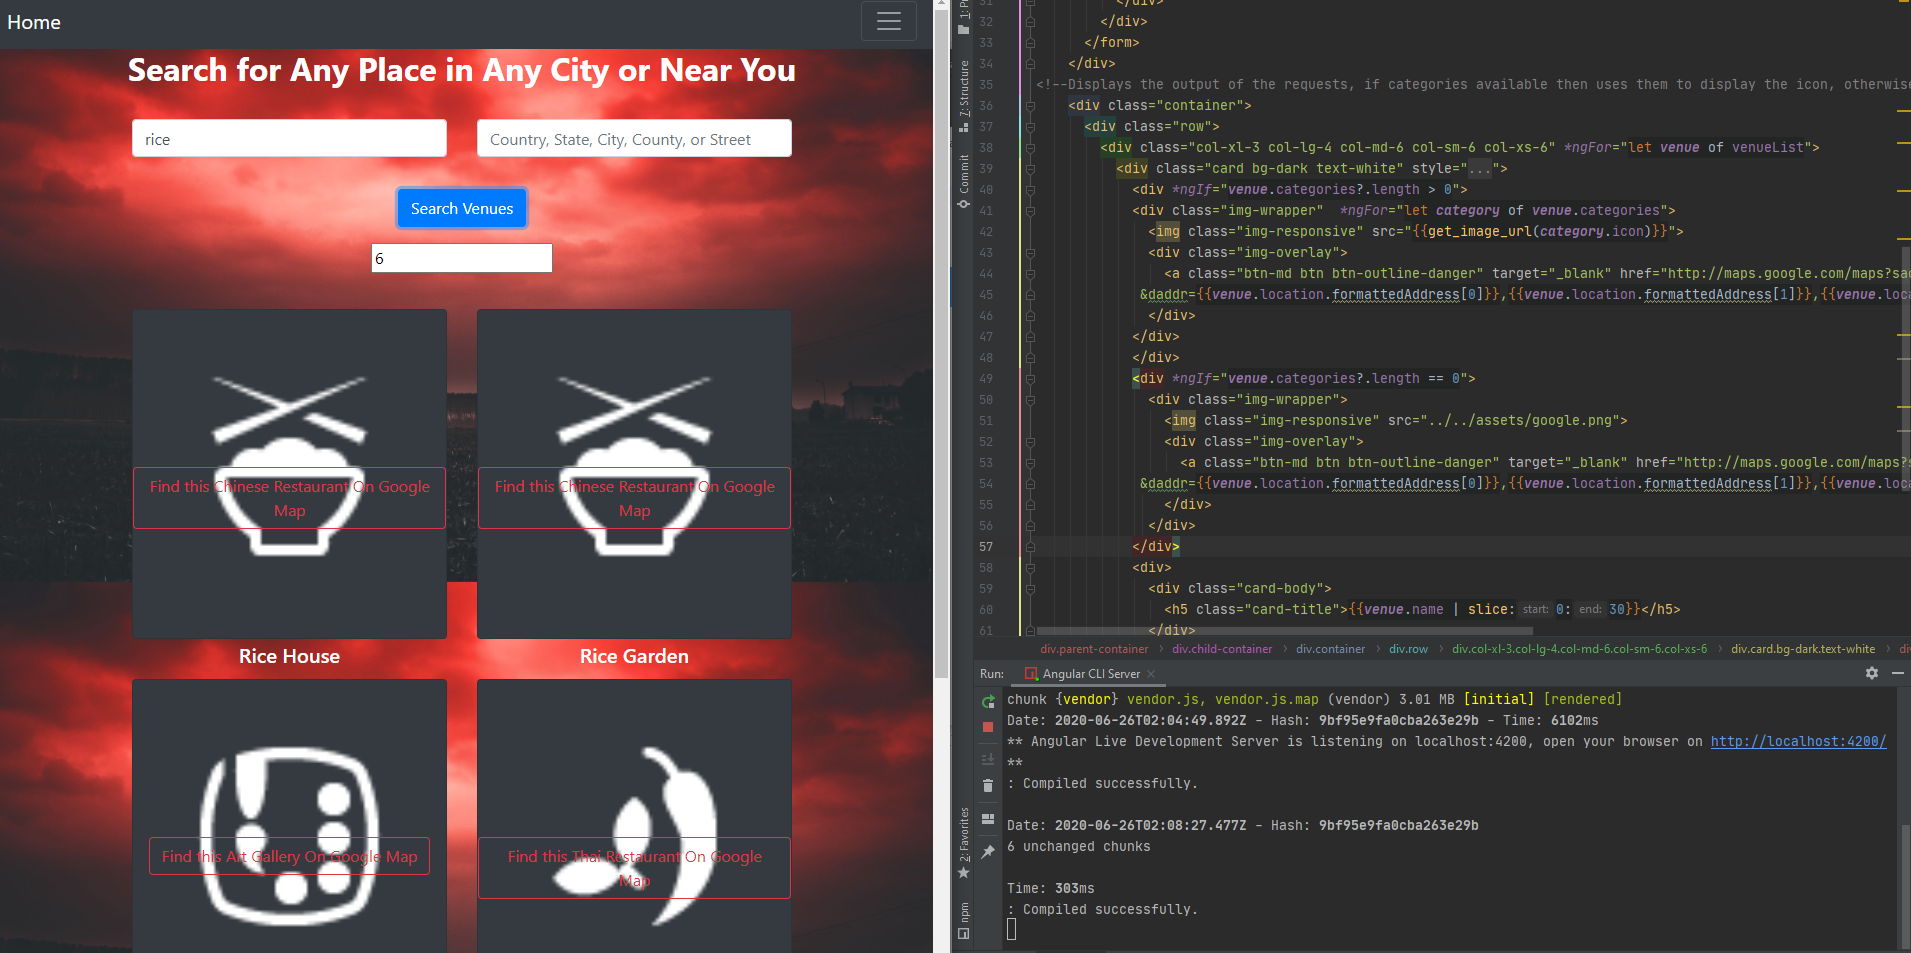 Home
Search for Any Place in Any City or Near You
rice
Country, State, City, County, or Street
Search Venues
6
Find this Chinese Restaurant On Google
Map
Find this Chinese Restaurant On Google
Map
Rice House
Rice Garden
Find this Art Gallery On Google Map
Find this Thai Restaurant On Google
Map
7: Structure
Commit
2: Favorites
npm
31 </div>
32 </div>
33 </form>
34 </div>
35 <!--Displays the output of the requests, if categories available then uses them to display the icon, otherwise
36 <div class="container">
37 <div class="row">
38 <div class="col-xl-3 col-lg-4 col-md-6 col-sm-6 col-xs-6" *ngFor="let venue of venueList">
39 <div class="card bg-dark text-white" style="...">
40 <div *ngIf="venue.categories?.length > 0">
41 <div class="img-wrapper" *ngFor="let category of venue.categories">
42 <img class="img-responsive" src="{{get_image_url(category.icon)}}">
43 <div class="img-overlay">
44 <a class="btn-md btn btn-outline-danger" target="_blank" href="http://maps.google.com/maps?sad
45 &daddr={{venue.location.formattedAddress[0]}},{{venue.location.formattedAddress[1]}},{{venue.loca
46 </div>
47 </div>
48 </div>
49 <div *ngIf="venue.categories?.length == 0">
50 <div class="img-wrapper">
51 <img class="img-responsive" src="../../assets/google.png">
52 <div class="img-overlay">
53 <a class="btn-md btn btn-outline-danger" target="_blank" href="http://maps.google.com/maps?s
54 &daddr={{venue.location.formattedAddress[0]}},{{venue.location.formattedAddress[1]}},{{venue.loca
55 </div>
56 </div>
57 </div>
58 <div>
59 <div class="card-body">
60 <h5 class="card-title">{{venue.name | slice: start: 0: end: 30}}</h5>
61 </div>
div.parent-container › div.child-container › div.container › div.row › div.col-xl-3.col-lg-4.col-md-6.col-sm-6.col-xs-6 › div.card.bg-dark.text-white ›
Run: Angular CLI Server
chunk {vendor} vendor.js, vendor.js.map (vendor) 3.01 MB [initial] [rendered]
Date: 2020-06-26T02:04:49.892Z - Hash: 9bf95e9fa0cba263e29b - Time: 6102ms
** Angular Live Development Server is listening on localhost:4200, open your browser on http://localhost:4200/
**
: Compiled successfully.
Date: 2020-06-26T02:08:27.477Z - Hash: 9bf95e9fa0cba263e29b
6 unchanged chunks
Time: 303ms
: Compiled successfully.